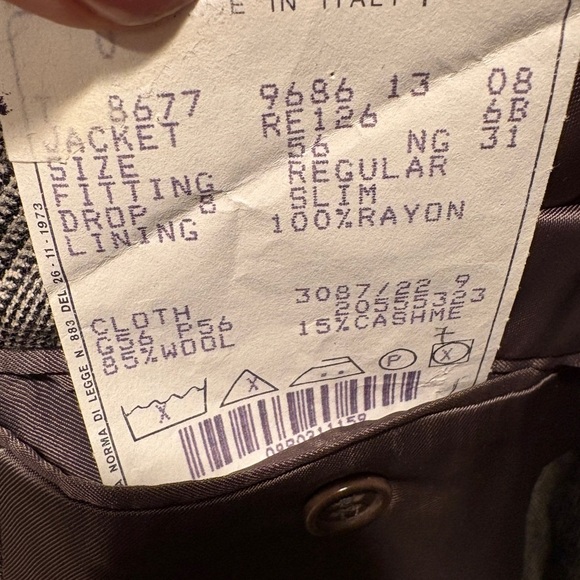 E IN ITALY
T 8677 9686 13 08
JACKET RE126 6B
SIZE 56 NG 31
FITTING REGULAR
DROP 8 SLIM
LINING 100%RAYON
CLOTH 3087/22 9
G56 P56
85%WOOL 15%CASHME
X X P X
08B0211159
NORMA DI LEGGE N 883 DEL 26-11-1973